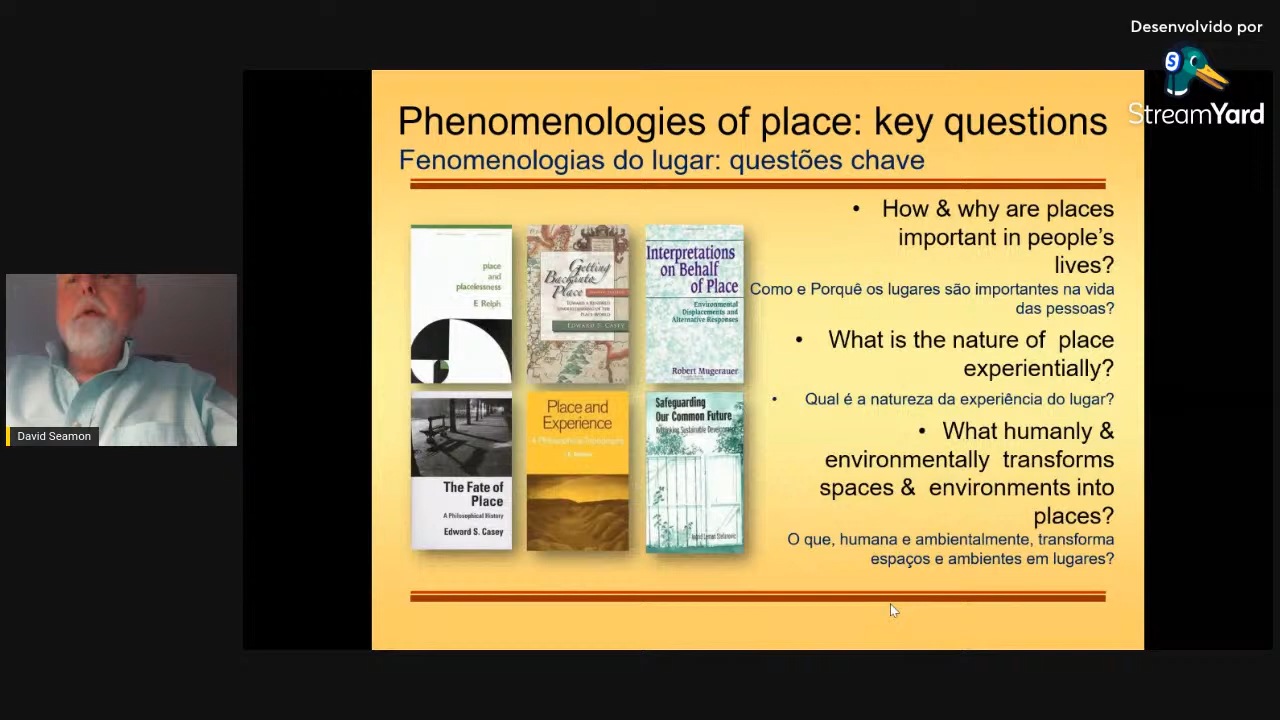 Desenvolvido por
StreamYard
Phenomenologies of place: key questions
Fenomenologias do lugar: questões chave
• How & why are places
important in people's
lives?
Como e Porquê os lugares são importantes na vida
das pessoas?
• What is the nature of place
experientially?
• Qual é a natureza da experiência do lugar?
• What humanly &
environmentally transforms
spaces & environments into
places?
O que, humana e ambientalmente, transforma
espaços e ambientes em lugares?
place
and
placelessness
E Relph
Getting
Back into
Place
EDWARD S. CASEY
Interpretations
on Behalf
of Place
Environmental
Displacements and
Alternative Responses
Robert Mugerauer
The Fate of
Place
A Philosophical History
Edward S. Casey
Place and
Experience
A Philosophical Topography
Safeguarding
Our Common Future
Rethinking Sustainable Development
David Seamon